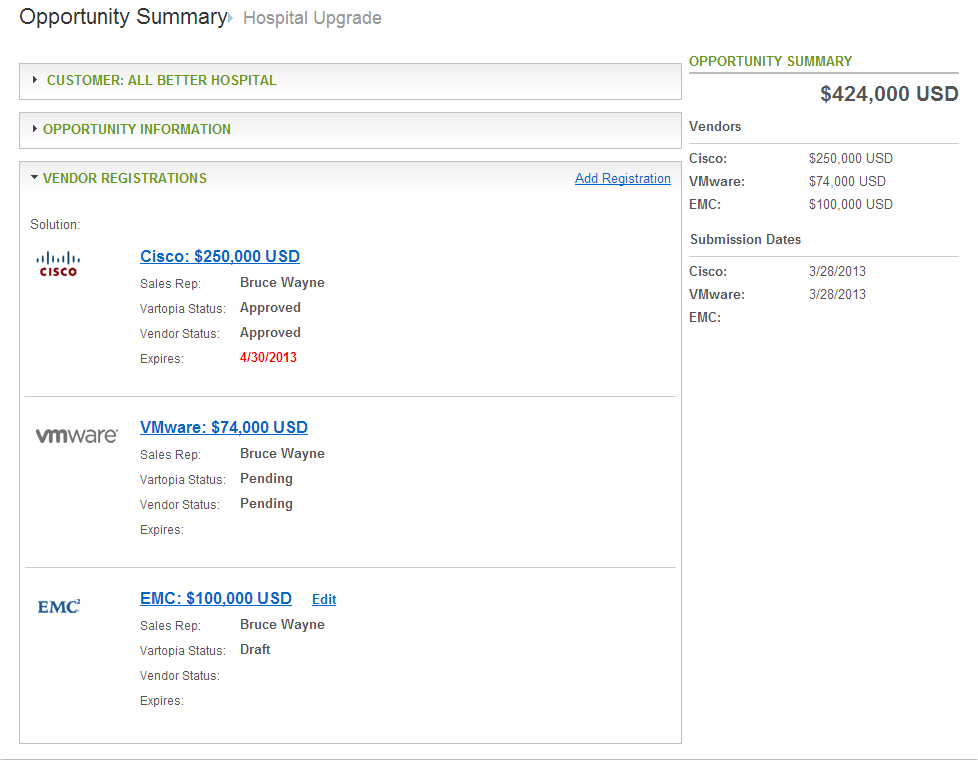 Opportunity Summary Hospital Upgrade
CUSTOMER: ALL BETTER HOSPITAL
OPPORTUNITY INFORMATION
VENDOR REGISTRATIONS Add Registration
Solution:
CISCO
Cisco: $250,000 USD
Sales Rep: Bruce Wayne
Vartopia Status: Approved
Vendor Status: Approved
Expires: 4/30/2013
vmware
VMware: $74,000 USD
Sales Rep: Bruce Wayne
Vartopia Status: Pending
Vendor Status: Pending
Expires:
EMC²
EMC: $100,000 USD Edit
Sales Rep: Bruce Wayne
Vartopia Status: Draft
Vendor Status:
Expires:
OPPORTUNITY SUMMARY
$424,000 USD
Vendors
Cisco: $250,000 USD
VMware: $74,000 USD
EMC: $100,000 USD
Submission Dates
Cisco: 3/28/2013
VMware: 3/28/2013
EMC: